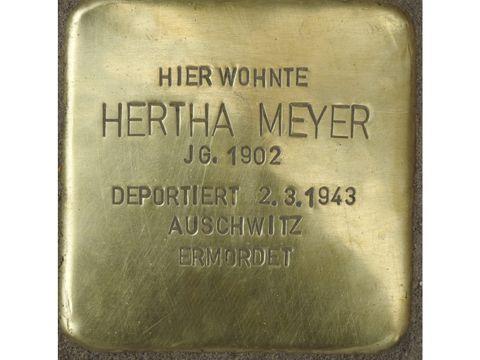 HIER WOHNTE
HERTHA MEYER
JG. 1902
DEPORTIERT 2.3.1943
AUSCHWITZ
ERMORDET